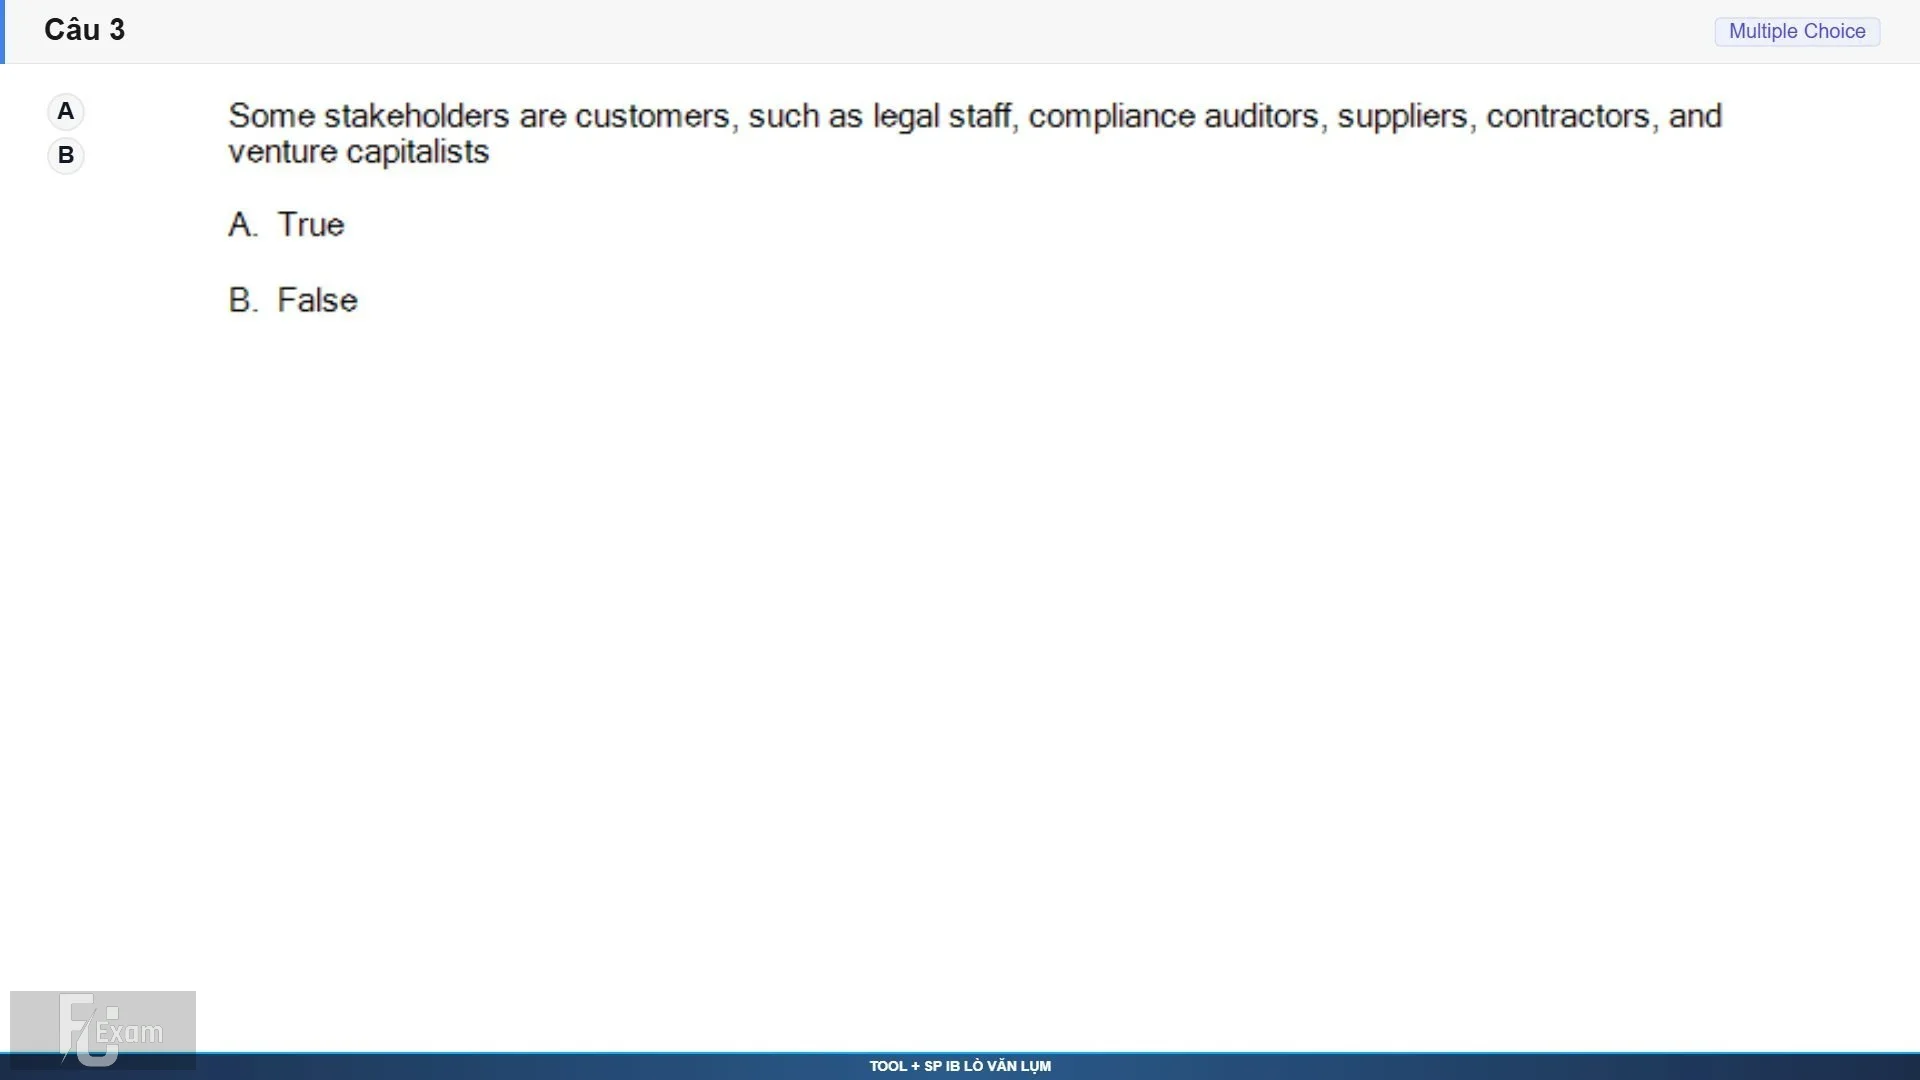 Câu 3
Multiple Choice
A
B
Some stakeholders are customers, such as legal staff, compliance auditors, suppliers, contractors, and
venture capitalists
A. True
B. False
FU Exam
TOOL + SP IB LÒ VĂN LỤM